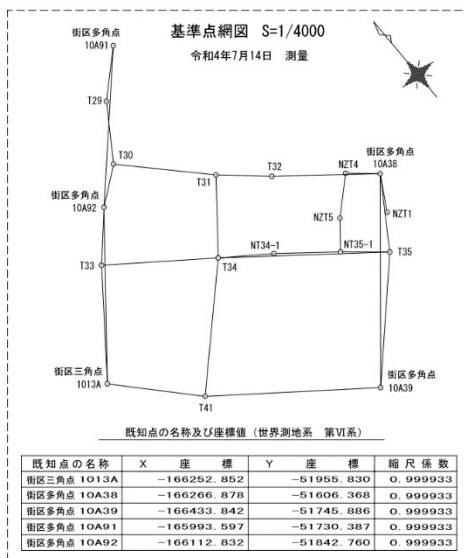 基準点網図 S=1/4000
令和4年7月14日 測量
街区多角点
10A91
T29
T30
T31
T32
NZT4
街区多角点
10A38
街区多角点
10A92
NZT5
NZT1
T33
T34
NT34-1
NT35-1
T35
街区三角点
1013A
T41
街区多角点
10A39
既知点の名称及び座標値（世界測地系 第Ⅵ系）
既知点の名称 X 座 標 Y 座 標 縮尺係数
街区三角点 1013A -166252.852 -51955.830 0.999933
街区多角点 10A38 -166266.878 -51606.368 0.999933
街区多角点 10A39 -166433.842 -51745.886 0.999933
街区多角点 10A91 -165993.597 -51730.387 0.999933
街区多角点 10A92 -166112.832 -51842.760 0.999933